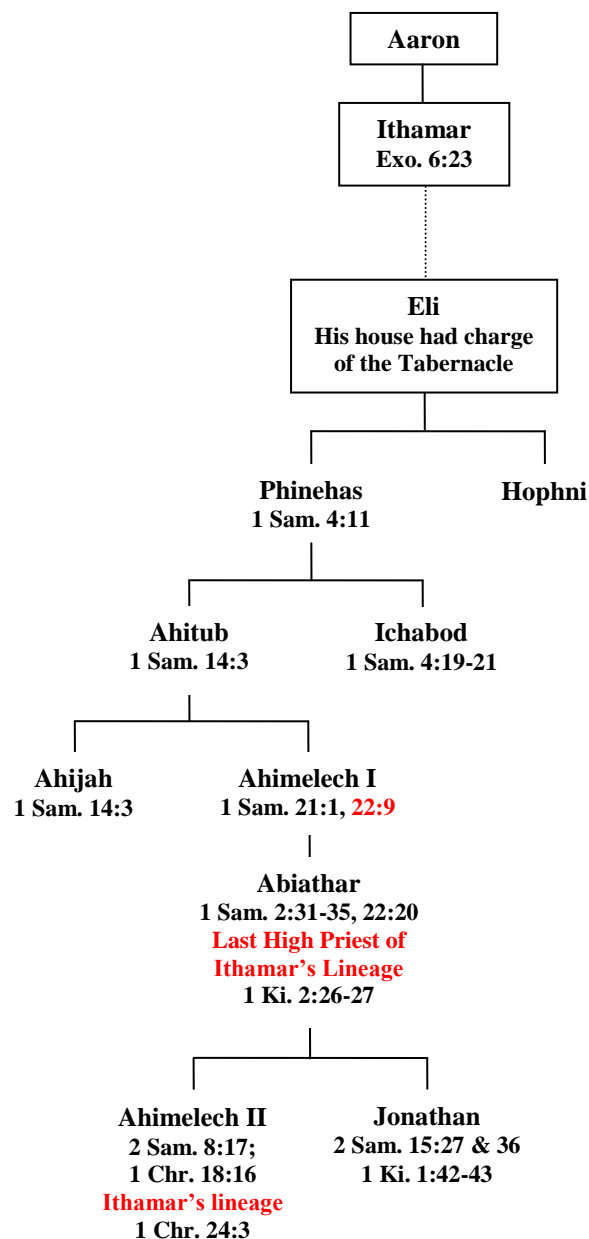 Aaron
Ithamar
Exo. 6:23
Eli
His house had charge
of the Tabernacle
Phinehas
1 Sam. 4:11
Hophni
Ahitub
1 Sam. 14:3
Ichabod
1 Sam. 4:19-21
Ahijah
1 Sam. 14:3
Ahimelech I
1 Sam. 21:1, 22:9
Abiathar
1 Sam. 2:31-35, 22:20
Last High Priest of
Ithamar’s Lineage
1 Ki. 2:26-27
Ahimelech II
2 Sam. 8:17;
1 Chr. 18:16
Ithamar’s lineage
1 Chr. 24:3
Jonathan
2 Sam. 15:27 & 36
1 Ki. 1:42-43